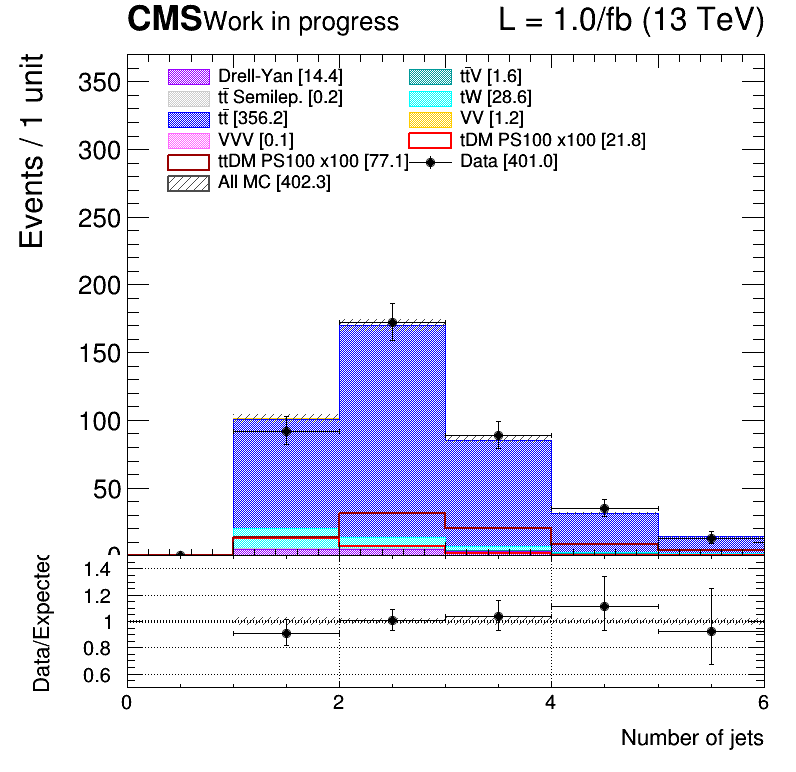 CMS Work in progress L = 1.0/fb (13 TeV)
Events / 1 unit
350
300
250
200
150
100
50
0
Drell-Yan [14.4]
tt̄V [1.6]
tt̄ Semilep. [0.2]
tW [28.6]
tt̄ [356.2]
VV [1.2]
VVV [0.1]
tDM PS100 x100 [21.8]
ttDM PS100 x100 [77.1]
Data [401.0]
All MC [402.3]
Data/Expected
1.4
1.2
1
0.8
0.6
0 2 4 6
Number of jets